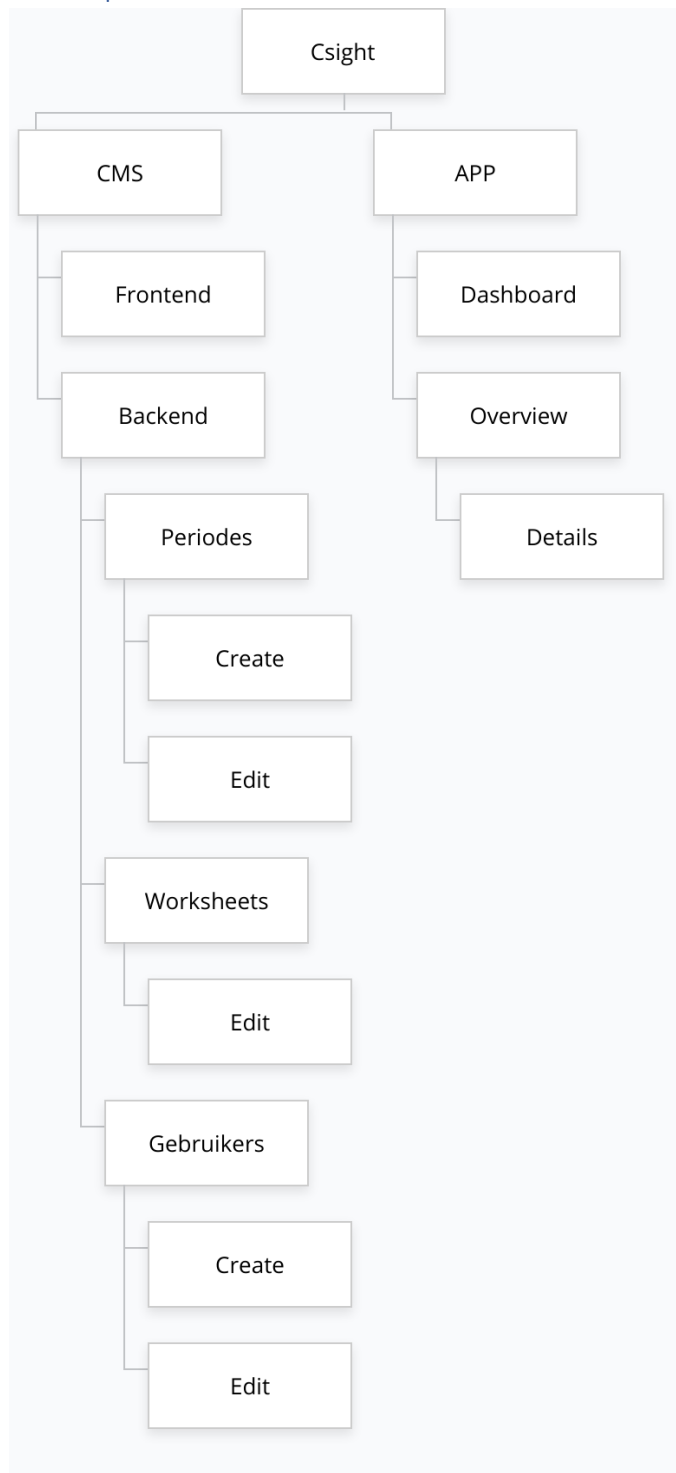 Csight
CMS
APP
Frontend
Dashboard
Backend
Overview
Periodes
Details
Create
Edit
Worksheets
Edit
Gebruikers
Create
Edit